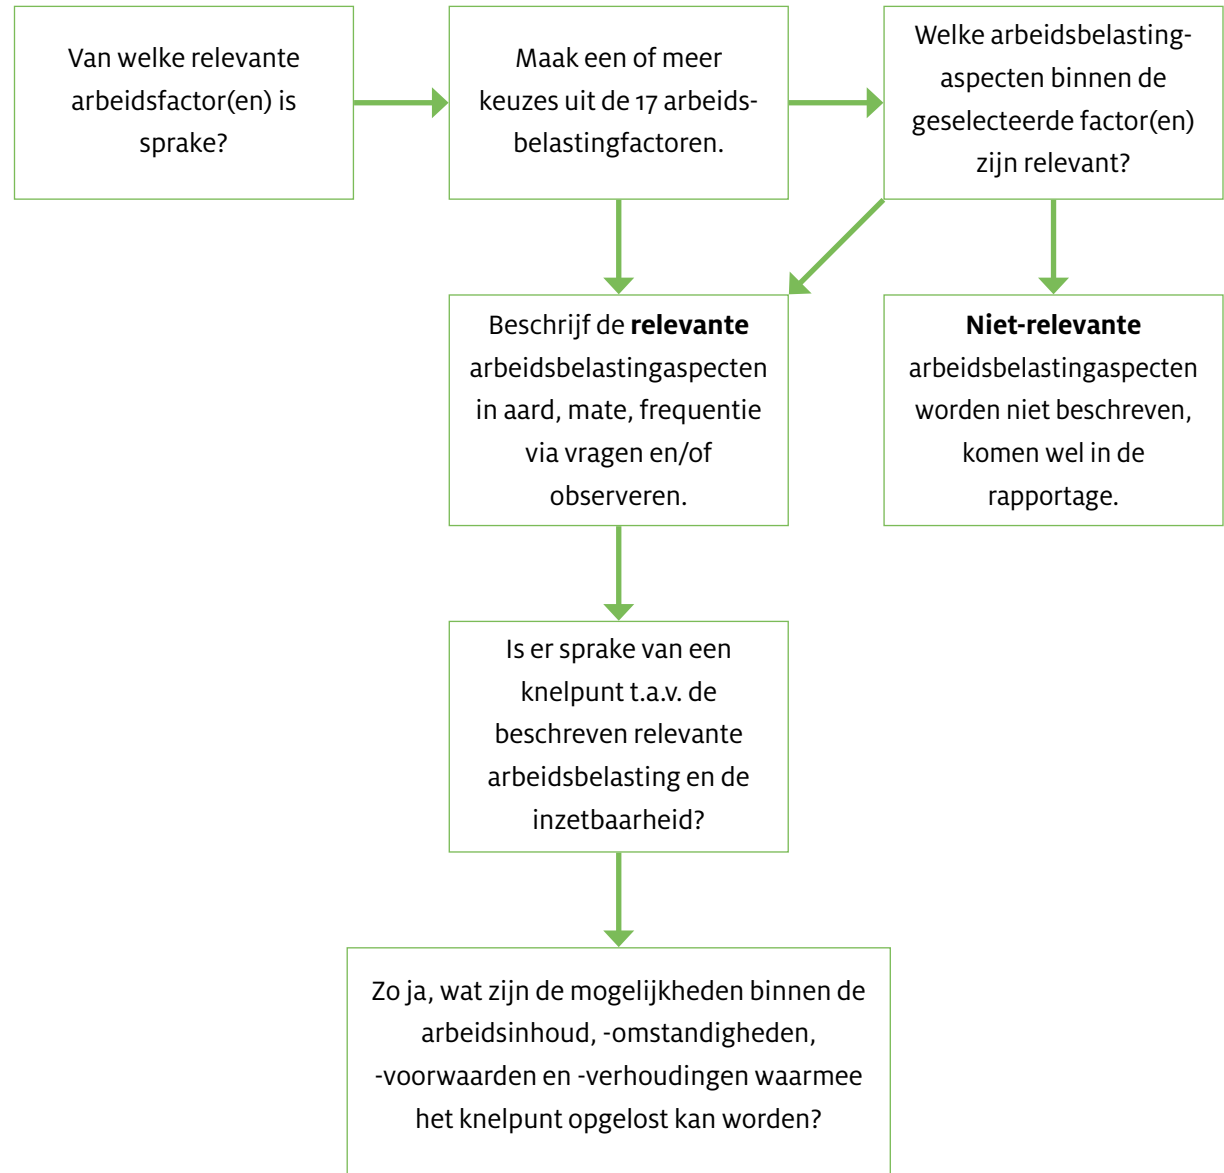 Van welke relevante
arbeidsfactor(en) is
sprake?
Maak een of meer
keuzes uit de 17 arbeids-
belastingfactoren.
Welke arbeidsbelasting-
aspecten binnen de
geselecteerde factor(en)
zijn relevant?
Beschrijf de relevante
arbeidsbelastingaspecten
in aard, mate, frequentie
via vragen en/of
observeren.
Niet-relevante
arbeidsbelastingaspecten
worden niet beschreven,
komen wel in de
rapportage.
Is er sprake van een
knelpunt t.a.v. de
beschreven relevante
arbeidsbelasting en de
inzetbaarheid?
Zo ja, wat zijn de mogelijkheden binnen de
arbeidsinhoud, -omstandigheden,
-voorwaarden en -verhoudingen waarmee
het knelpunt opgelost kan worden?